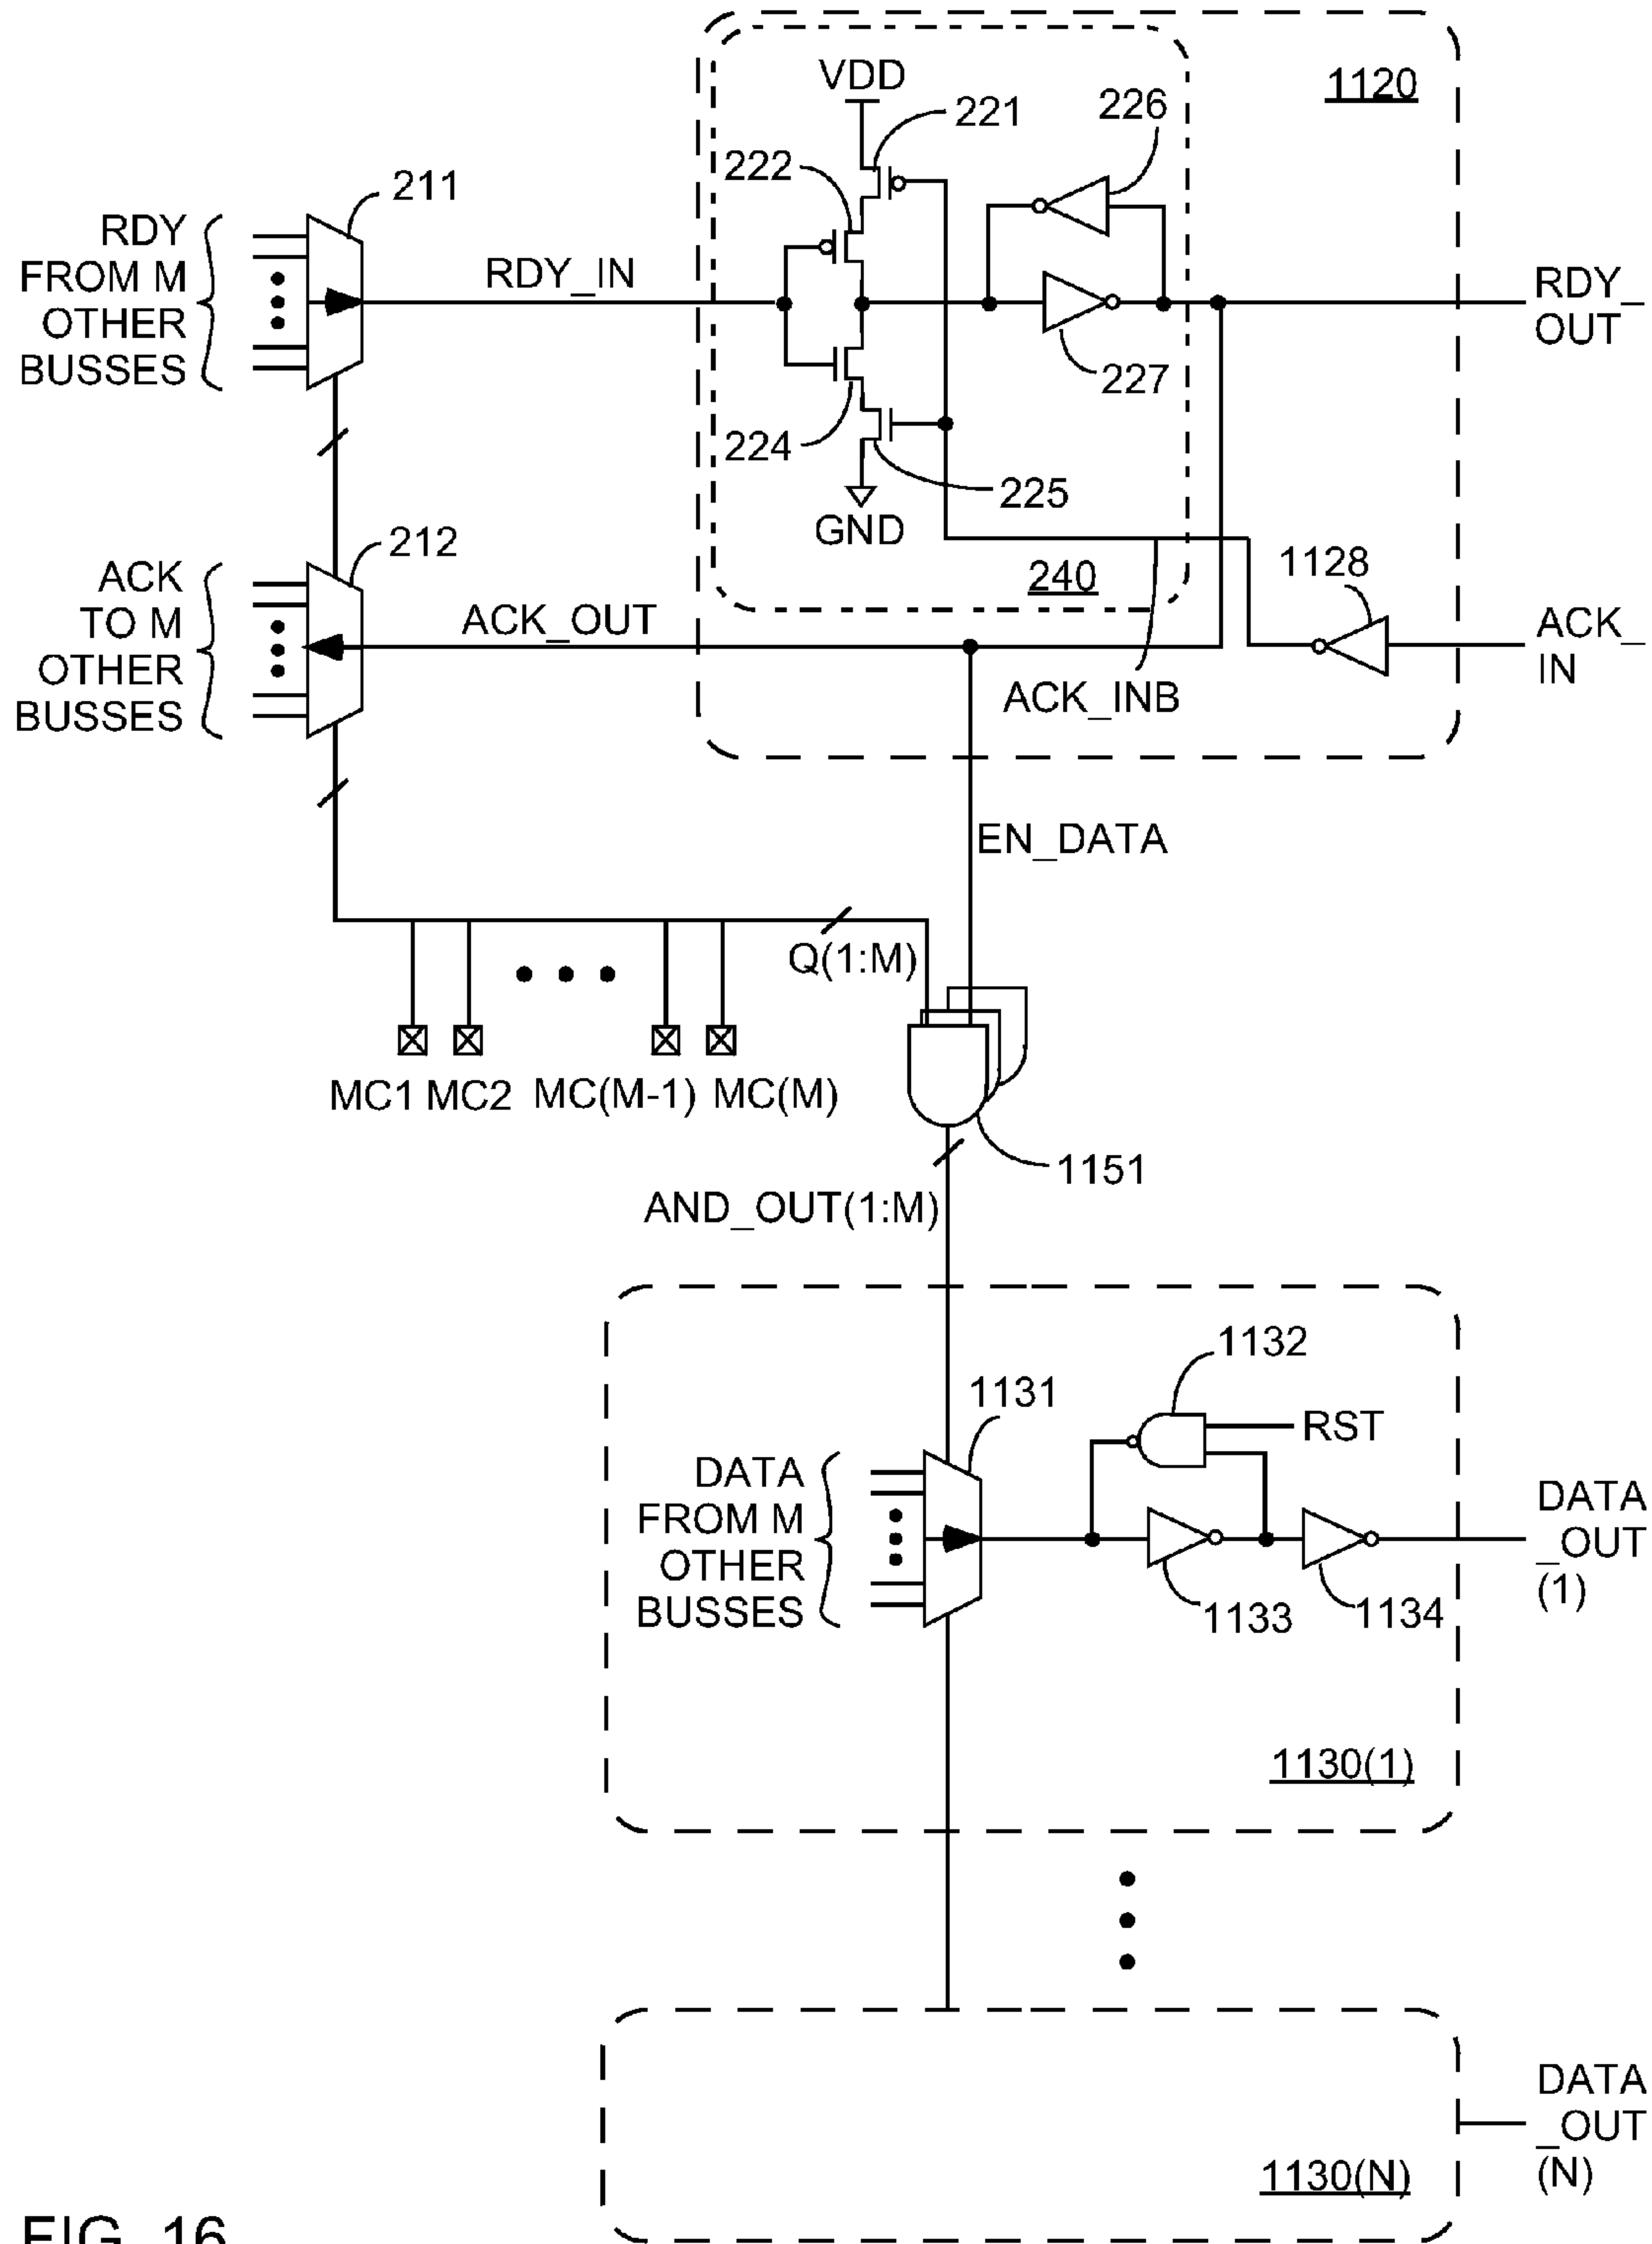 1120
VDD
221
226
222
211
RDY
FROM M
OTHER
BUSSES
RDY_IN
RDY_
OUT
227
224
225
GND
212
ACK
TO M
OTHER
BUSSES
240
1128
ACK_OUT
ACK_
IN
ACK_INB
EN_DATA
Q(1:M)
MC1 MC2 MC(M-1) MC(M)
1151
AND_OUT(1:M)
1132
1131
RST
DATA
FROM M
OTHER
BUSSES
DATA
_OUT
(1)
1133
1134
1130(1)
DATA
_OUT
(N)
1130(N)
FIG. 16